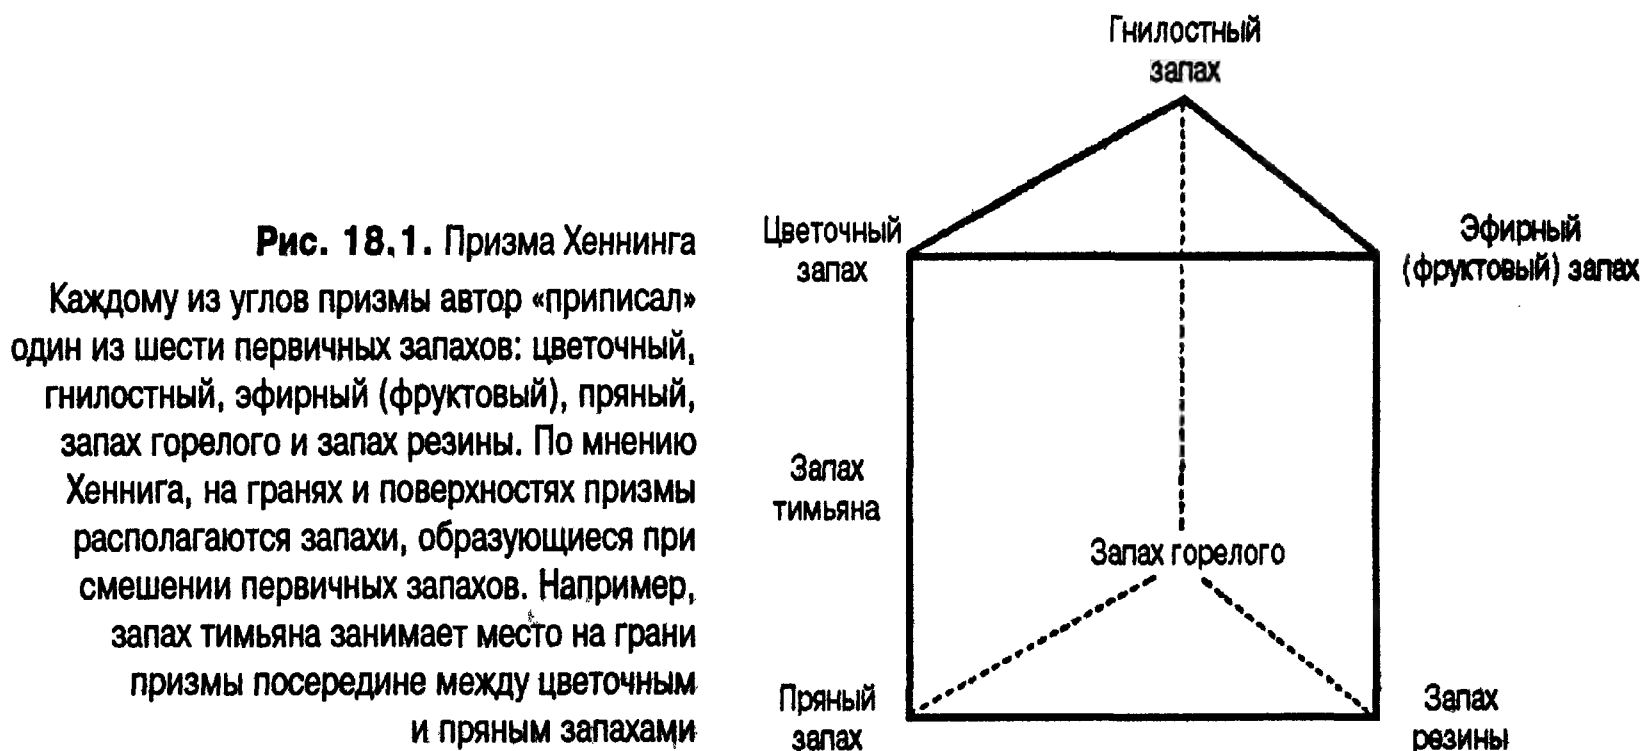 Рис. 18.1. Призма Хеннинга
Каждому из углов призмы автор «приписал»
один из шести первичных запахов: цветочный,
гнилостный, эфирный (фруктовый), пряный,
запах горелого и запах резины. По мнению
Хеннига, на гранях и поверхностях призмы
располагаются запахи, образующиеся при
смешении первичных запахов. Например,
запах тимьяна занимает место на грани
призмы посередине между цветочным
и пряным запахами
Гнилостный
запах
Цветочный
запах
Эфирный
(фруктовый) запах
Запах
тимьяна
Запах горелого
Пряный
запах
Запах
резины